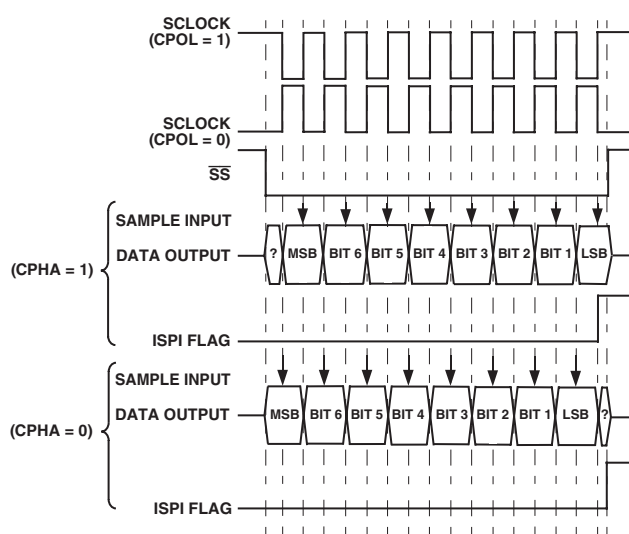 SCLOCK
(CPOL = 1)
SCLOCK
(CPOL = 0)
SS
(CPHA = 1)
SAMPLE INPUT
DATA OUTPUT
? MSB BIT 6 BIT 5 BIT 4 BIT 3 BIT 2 BIT 1 LSB
ISPI FLAG
(CPHA = 0)
SAMPLE INPUT
DATA OUTPUT
MSB BIT 6 BIT 5 BIT 4 BIT 3 BIT 2 BIT 1 LSB ?
ISPI FLAG